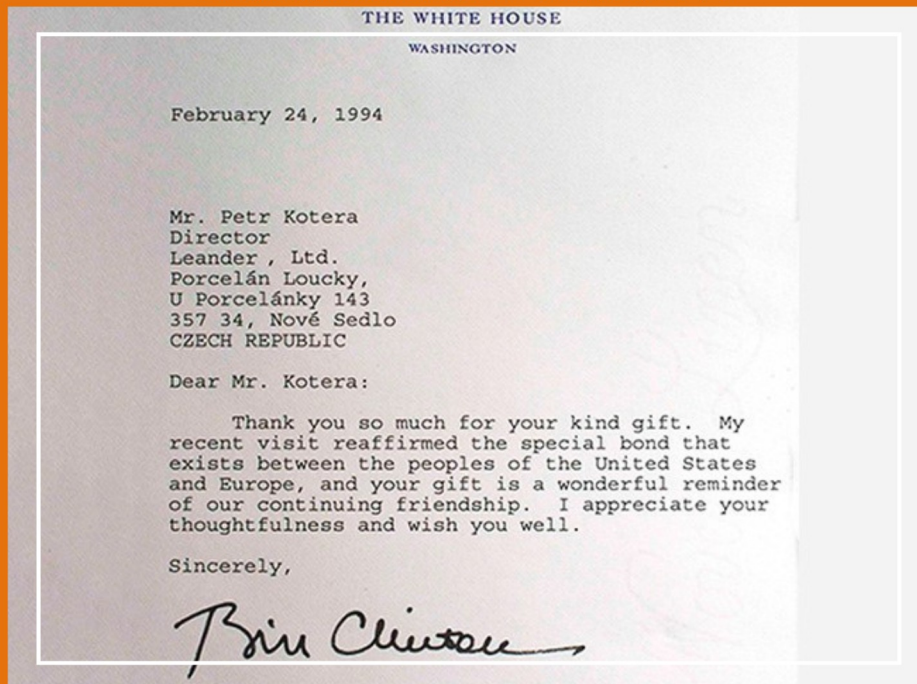 THE WHITE HOUSE
WASHINGTON
February 24, 1994
Mr. Petr Kotera
Director
Leander , Ltd.
Porcelán Loucky,
U Porcelánky 143
357 34, Nové Sedlo
CZECH REPUBLIC
Dear Mr. Kotera:
Thank you so much for your kind gift. My
recent visit reaffirmed the special bond that
exists between the peoples of the United States
and Europe, and your gift is a wonderful reminder
of our continuing friendship. I appreciate your
thoughtfulness and wish you well.
Sincerely,
Bill Clinton